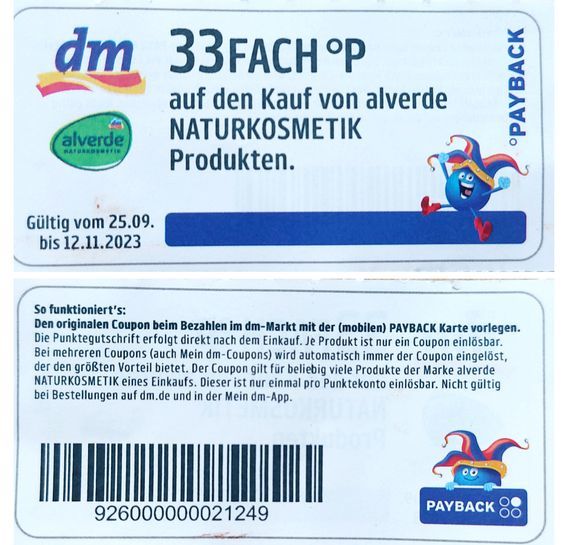 dm
33FACH °P
auf den Kauf von alverde
NATURKOSMETIK
Produkten.
alverde
NATURKOSMETIK
Gültig vom 25.09.
bis 12.11.2023
°PAYBACK
So funktioniert's:
Den originalen Coupon beim Bezahlen im dm-Markt mit der (mobilen) PAYBACK Karte vorlegen.
Die Punktegutschrift erfolgt direkt nach dem Einkauf. Je Produkt ist nur ein Coupon einlösbar.
Bei mehreren Coupons (auch Mein dm-Coupons) wird automatisch immer der Coupon eingelöst,
der den größten Vorteil bietet. Der Coupon gilt für beliebig viele Produkte der Marke alverde
NATURKOSMETIK eines Einkaufs. Dieser ist nur einmal pro Punktekonto einlösbar. Nicht gültig
bei Bestellungen auf dm.de und in der Mein dm-App.
926000000021249
PAYBACK